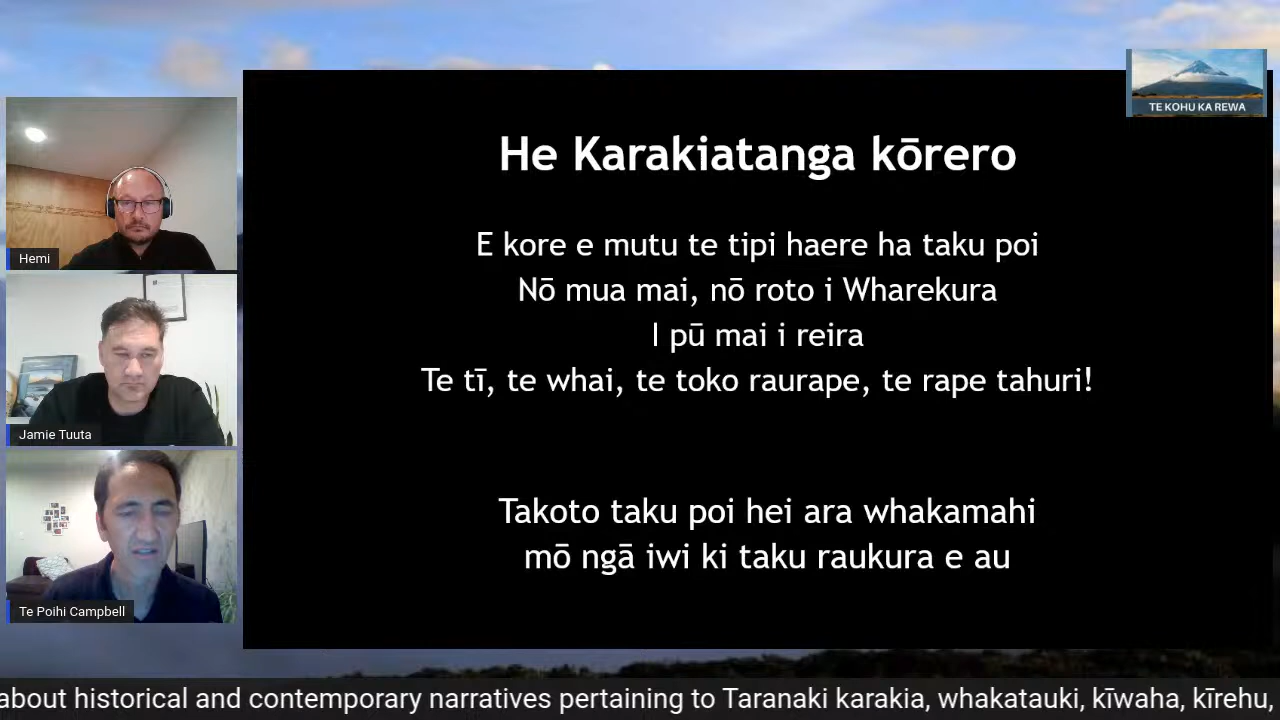 TE KOHU KA REWA
He Karakiatanga kōrero
E kore e mutu te tipi haere ha taku poi
Nō mua mai, nō roto i Wharekura
I pū mai i reira
Te tī, te whai, te toko raurape, te rape tahuri!
Takoto taku poi hei ara whakamahi
mō ngā iwi ki taku raukura e au
Hemi
Jamie Tuuta
Te Poihi Campbell
about historical and contemporary narratives pertaining to Taranaki karakia, whakatauki, kīwaha, kīrehu,